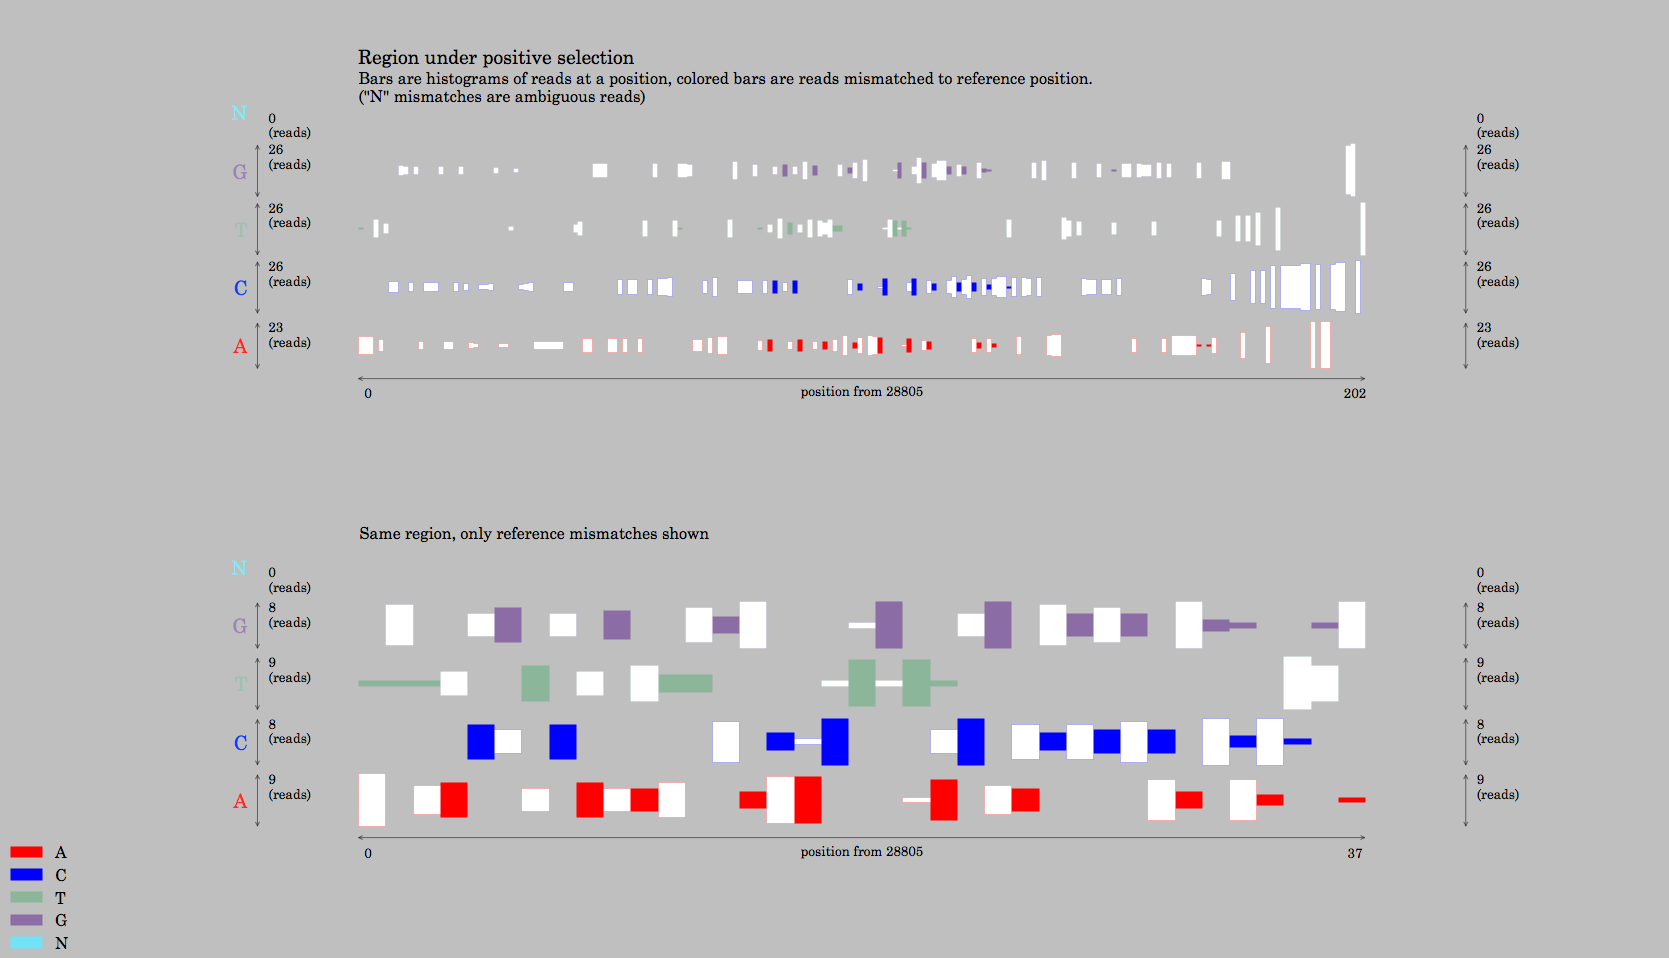 Region under positive selection
Bars are histograms of reads at a position, colored bars are reads mismatched to reference position.
("N" mismatches are ambiguous reads)
N
0
(reads)
0
(reads)
G
26
(reads)
26
(reads)
T
26
(reads)
26
(reads)
C
26
(reads)
26
(reads)
A
23
(reads)
23
(reads)
0
position from 28805
202
Same region, only reference mismatches shown
N
0
(reads)
0
(reads)
G
8
(reads)
8
(reads)
T
9
(reads)
9
(reads)
C
8
(reads)
8
(reads)
A
9
(reads)
9
(reads)
0
position from 28805
37
A
C
T
G
N